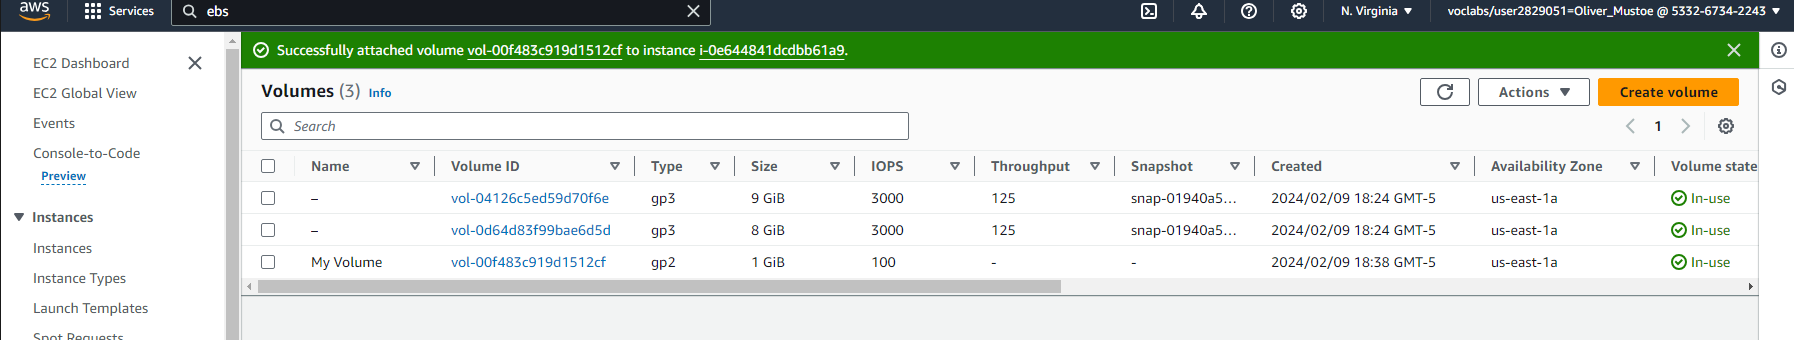 aws Services ebs N. Virginia voclabs/user2829051=Oliver_Mustoe @ 5332-6734-2243
EC2 Dashboard
EC2 Global View
Events
Console-to-Code
Preview
Instances
Instances
Instance Types
Launch Templates
Spot Requests
Successfully attached volume vol-00f483c919d1512cf to instance i-0e644841dcdbb61a9.
Volumes (3) Info Actions Create volume
Search 1
Name Volume ID Type Size IOPS Throughput Snapshot Created Availability Zone Volume state
– vol-04126c5ed59d70f6e gp3 9 GiB 3000 125 snap-01940a5... 2024/02/09 18:24 GMT-5 us-east-1a In-use
– vol-0d64d83f99bae6d5d gp3 8 GiB 3000 125 snap-01940a5... 2024/02/09 18:24 GMT-5 us-east-1a In-use
My Volume vol-00f483c919d1512cf gp2 1 GiB 100 - - 2024/02/09 18:38 GMT-5 us-east-1a In-use